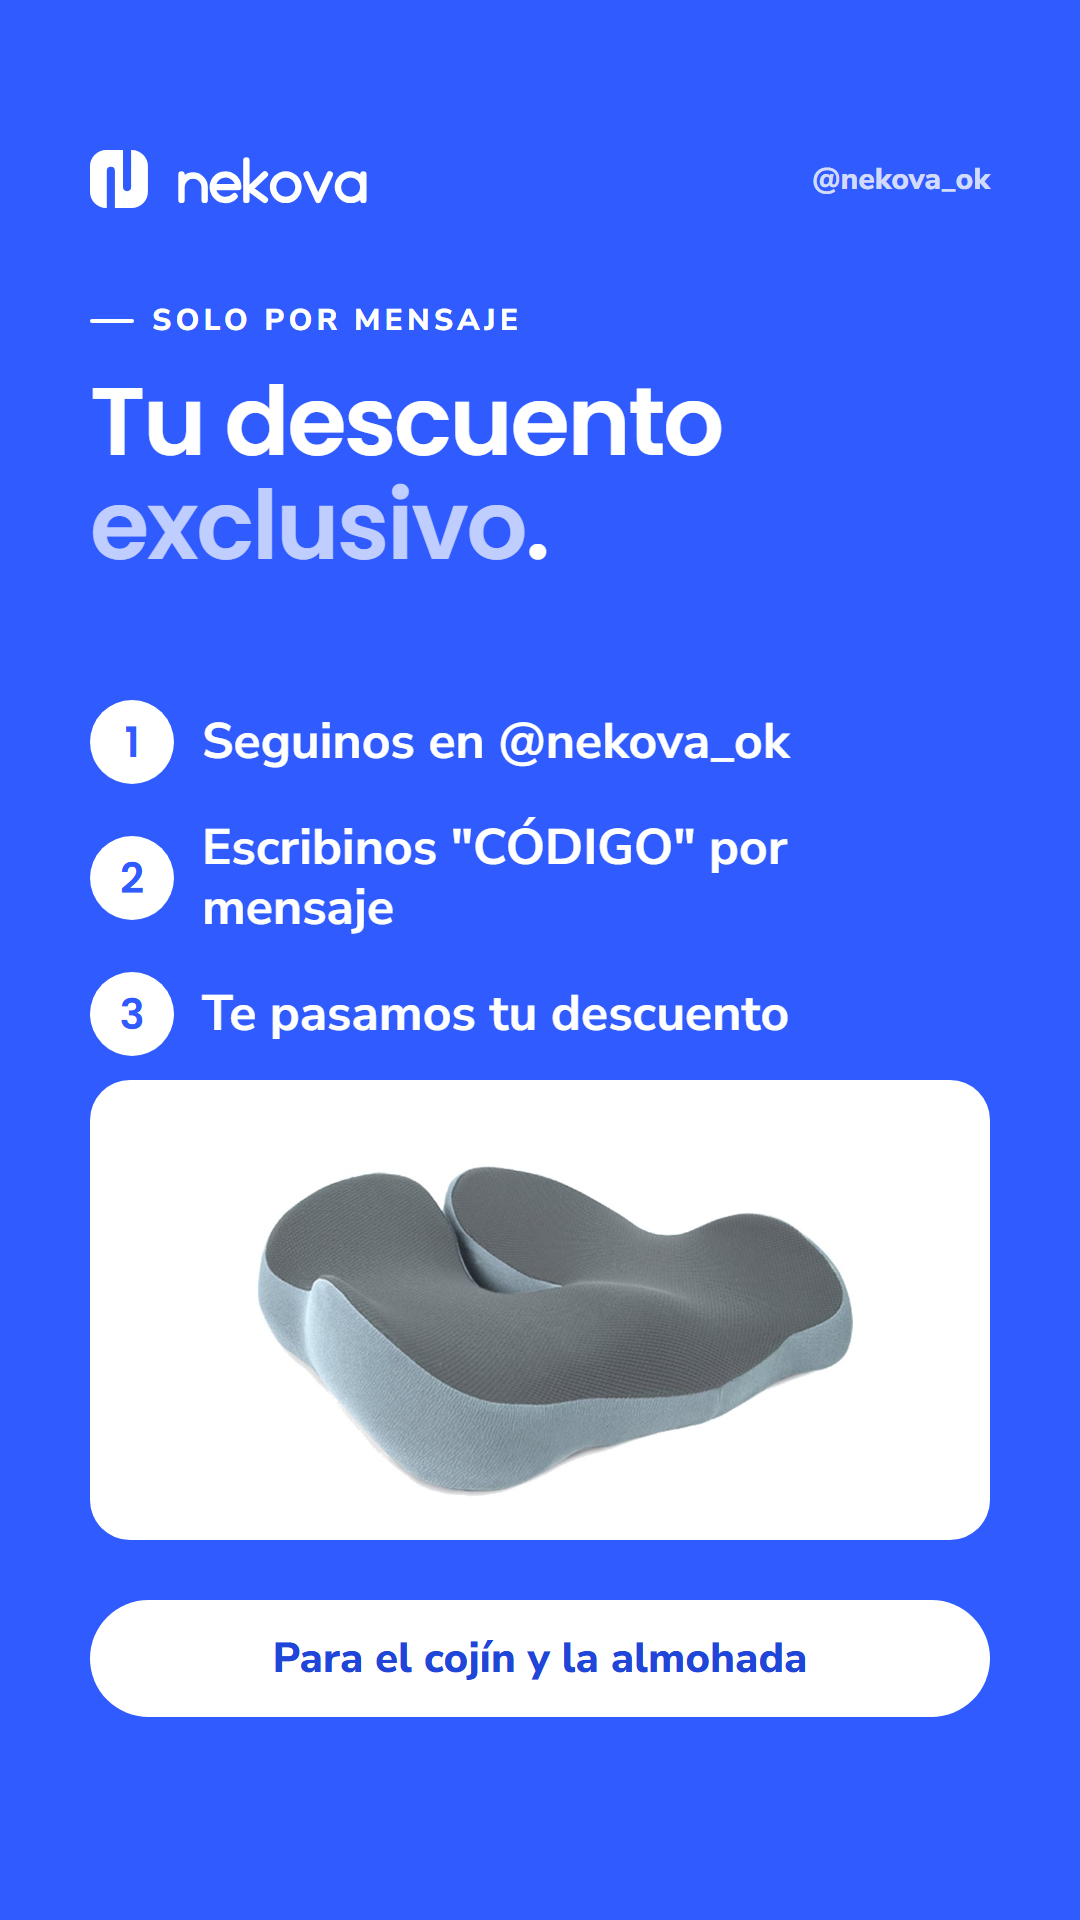 nekova
@nekova_ok
— SOLO POR MENSAJE
Tu descuento
exclusivo.
1 Seguinos en @nekova_ok
2 Escribinos "CÓDIGO" por
mensaje
3 Te pasamos tu descuento
Para el cojín y la almohada